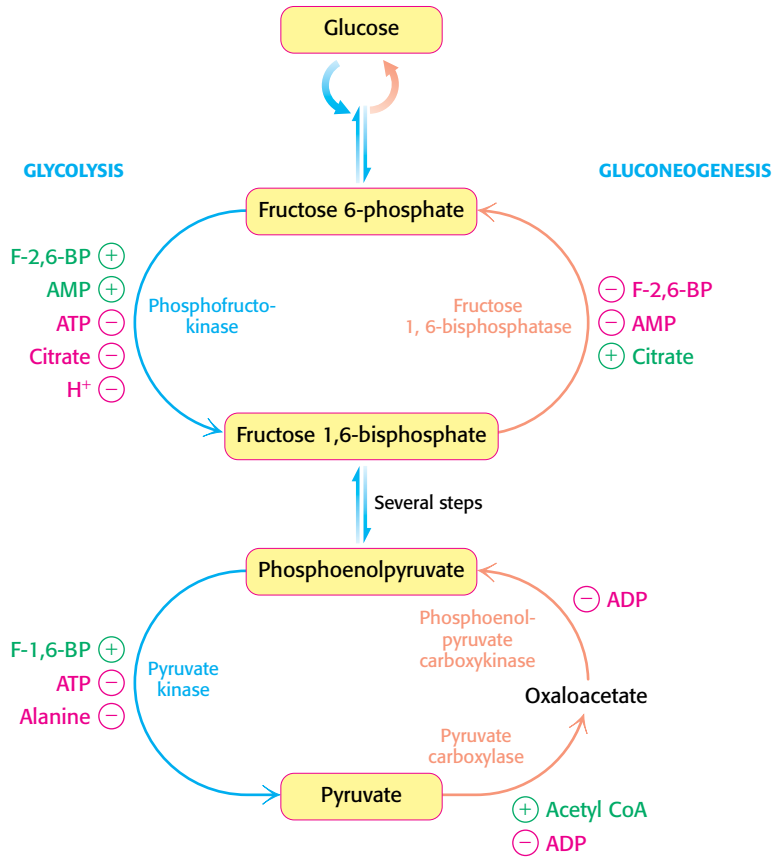 Glucose
GLYCOLYSIS
GLUCONEOGENESIS
Fructose 6-phosphate
F-2,6-BP +
AMP +
ATP −
Citrate −
H⁺ −
Phosphofructo-
kinase
Fructose
1, 6-bisphosphatase
− F-2,6-BP
− AMP
+ Citrate
Fructose 1,6-bisphosphate
Several steps
Phosphoenolpyruvate
F-1,6-BP +
ATP −
Alanine −
Pyruvate
kinase
Phosphoenol-
pyruvate
carboxykinase
− ADP
Oxaloacetate
Pyruvate
carboxylase
Pyruvate
+ Acetyl CoA
− ADP